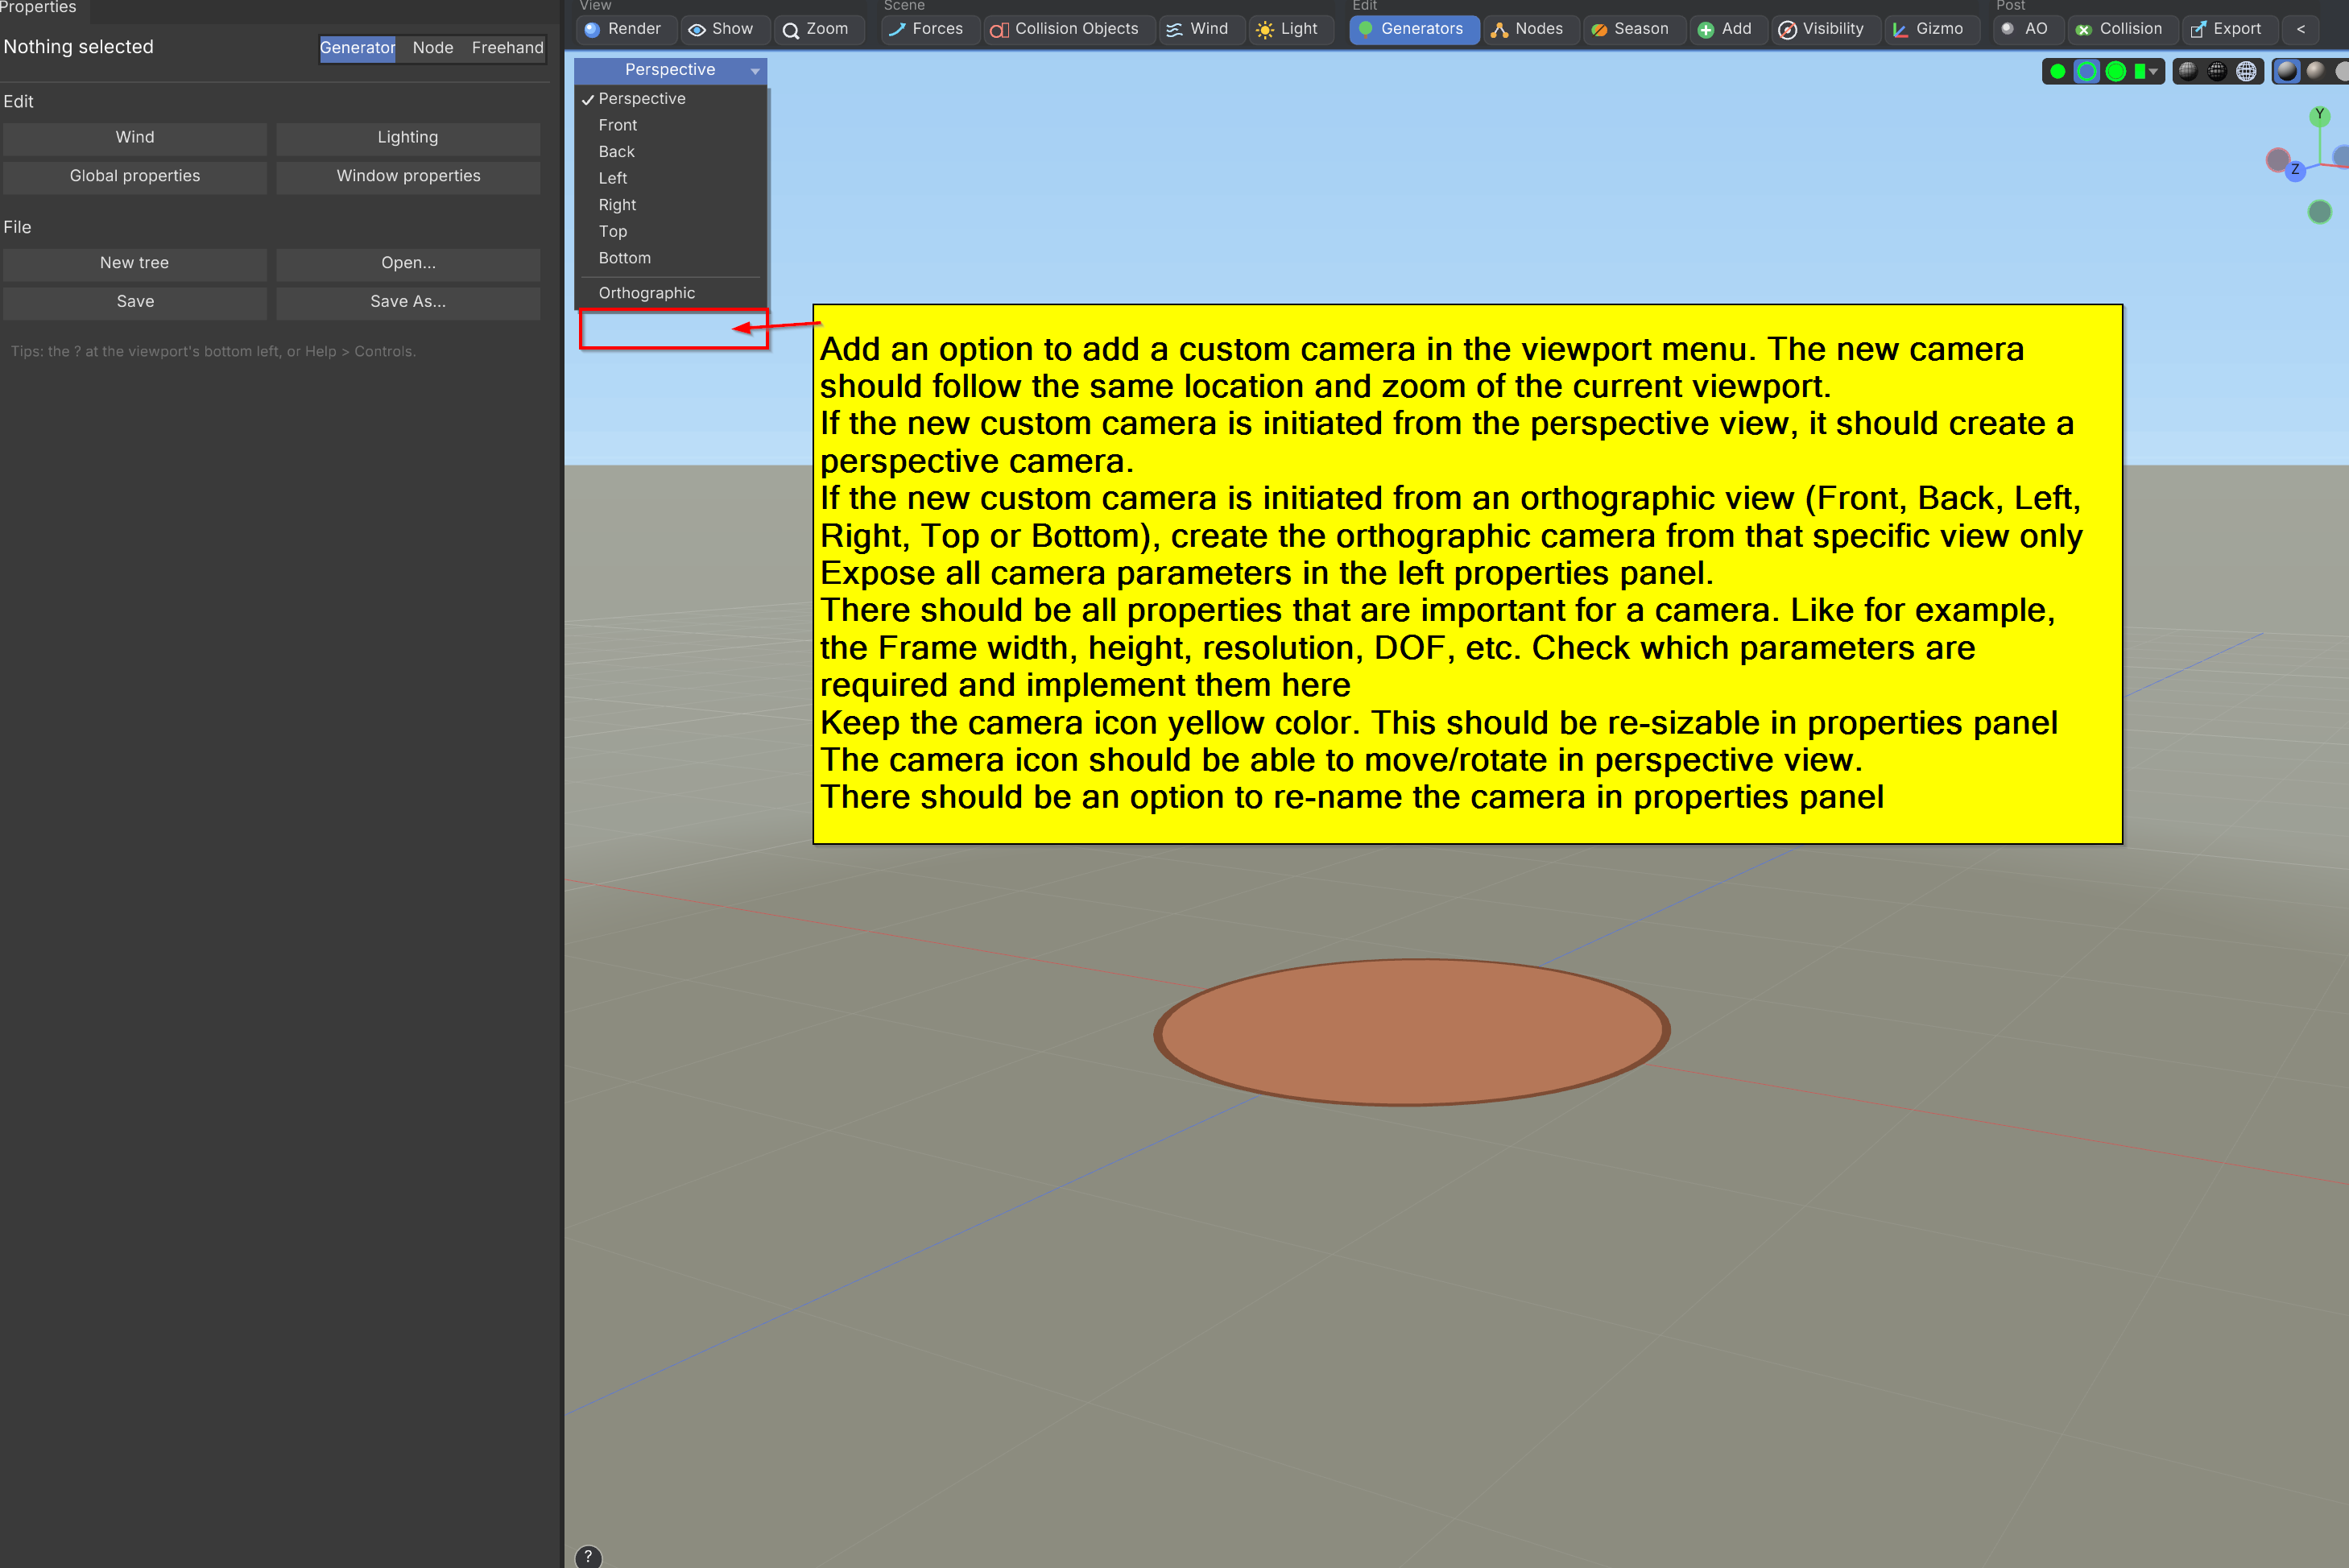 Properties
View
Scene
Edit
Post
Render
Show
Zoom
Forces
Collision Objects
Wind
Light
Generators
Nodes
Season
Add
Visibility
Gizmo
AO
Collision
Export
<
Nothing selected
Generator
Node
Freehand
Edit
Wind
Lighting
Global properties
Window properties
File
New tree
Open...
Save
Save As...
Tips: the ? at the viewport's bottom left, or Help > Controls.
Perspective
Perspective
Front
Back
Left
Right
Top
Bottom
Orthographic
Y
Z
Add an option to add a custom camera in the viewport menu. The new camera
should follow the same location and zoom of the current viewport.
If the new custom camera is initiated from the perspective view, it should create a
perspective camera.
If the new custom camera is initiated from an orthographic view (Front, Back, Left,
Right, Top or Bottom), create the orthographic camera from that specific view only
Expose all camera parameters in the left properties panel.
There should be all properties that are important for a camera. Like for example,
the Frame width, height, resolution, DOF, etc. Check which parameters are
required and implement them here
Keep the camera icon yellow color. This should be re-sizable in properties panel
The camera icon should be able to move/rotate in perspective view.
There should be an option to re-name the camera in properties panel
?